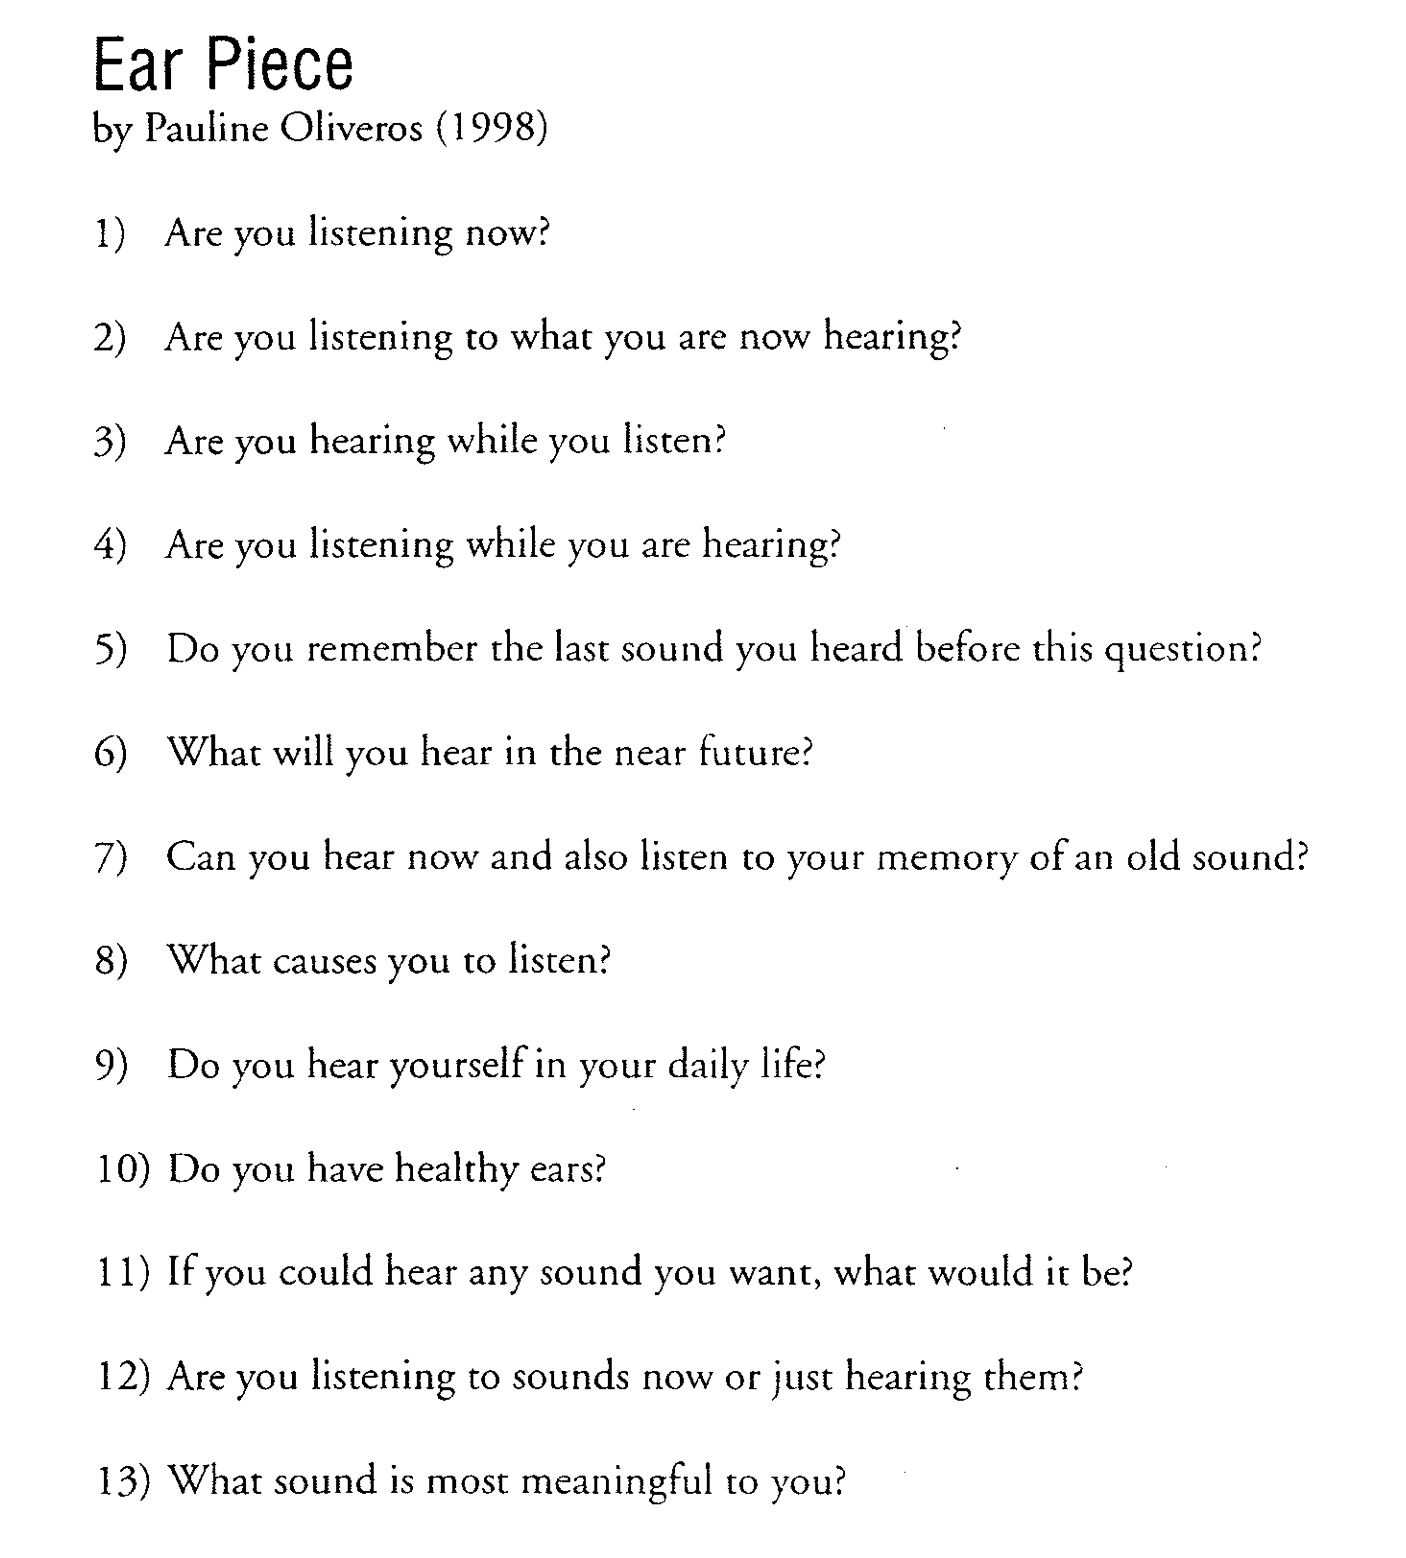 Ear Piece
by Pauline Oliveros (1998)
1) Are you listening now?
2) Are you listening to what you are now hearing?
3) Are you hearing while you listen?
4) Are you listening while you are hearing?
5) Do you remember the last sound you heard before this question?
6) What will you hear in the near future?
7) Can you hear now and also listen to your memory of an old sound?
8) What causes you to listen?
9) Do you hear yourself in your daily life?
10) Do you have healthy ears?
11) If you could hear any sound you want, what would it be?
12) Are you listening to sounds now or just hearing them?
13) What sound is most meaningful to you?